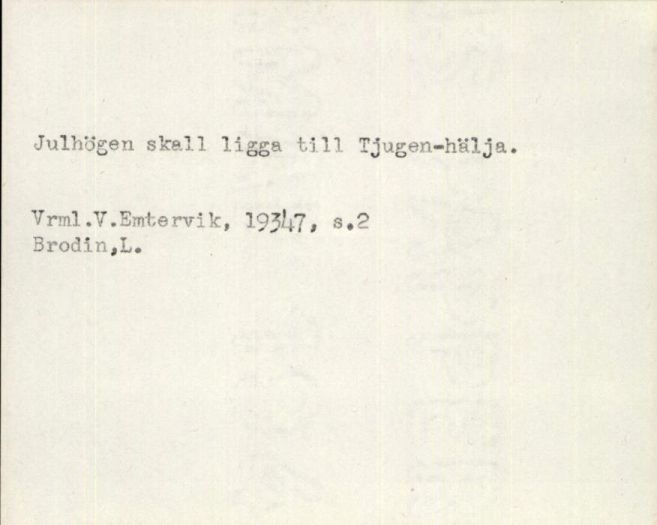 Julhögen skall ligga till Tjugen-hälja.
Vrml.V.Emtervik, 19347, s.2
Brodin,L.